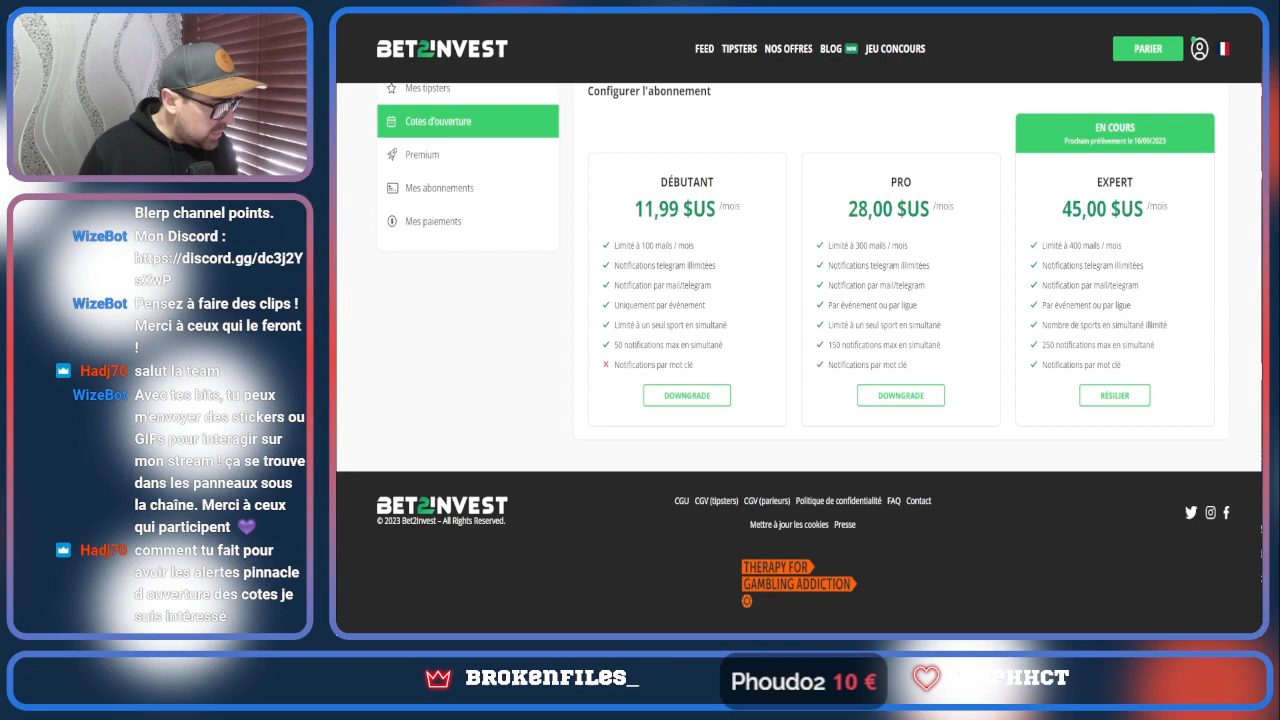 Blerp channel points.
WizeBot Mon Discord :
https://discord.gg/dc3j2Y
sXwP
WizeBot Pensez à faire des clips !
Merci à ceux qui le feront
!
Hadj70 salut la team
WizeBot Avec tes bits, tu peux
m'envoyer des stickers ou
GIFs pour interagir sur
mon stream ! ça se trouve
dans les panneaux sous
la chaîne. Merci à ceux
qui participent 💜
Hadj70 comment tu fait pour
avoir les alertes pinnacle
d ouverture des cotes je
suis intéressé
BET2INVEST
FEED TIPSTERS NOS OFFRES BLOG NEW JEU CONCOURS
PARIER
Mes tipsters
Cotes d'ouverture
Premium
Mes abonnements
Mes paiements
Configurer l'abonnement
DÉBUTANT
11,99 $US /mois
✓ Limité à 100 mails / mois
✓ Notifications telegram illimitées
✓ Notification par mail/telegram
✓ Uniquement par événement
✓ Limité à un seul sport en simultané
✓ 50 notifications max en simultané
x Notifications par mot clé
DOWNGRADE
PRO
28,00 $US /mois
✓ Limité à 300 mails / mois
✓ Notifications telegram illimitées
✓ Notification par mail/telegram
✓ Par événement ou par ligue
✓ Limité à un seul sport en simultané
✓ 150 notifications max en simultané
✓ Notifications par mot clé
DOWNGRADE
EN COURS
Prochain prélèvement le 16/09/2023
EXPERT
45,00 $US /mois
✓ Limité à 400 mails / mois
✓ Notifications telegram illimitées
✓ Notification par mail/telegram
✓ Par événement ou par ligue
✓ Nombre de sports en simultané illimité
✓ 250 notifications max en simultané
✓ Notifications par mot clé
RÉSILIER
BET2INVEST
© 2023 Bet2Invest – All Rights Reserved.
CGU CGV (tipsters) CGV (parieurs) Politique de confidentialité FAQ Contact
Mettre à jour les cookies Presse
THERAPY FOR
GAMBLING ADDICTION
BROKENFILES_
Phoudo2 10 €